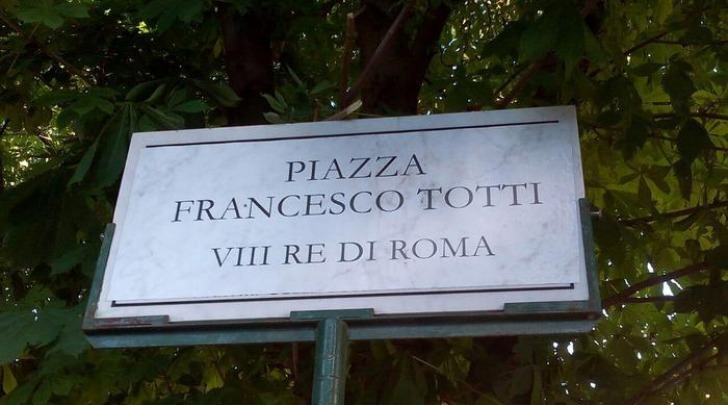 PIAZZA
FRANCESCO TOTTI
VIII RE DI ROMA